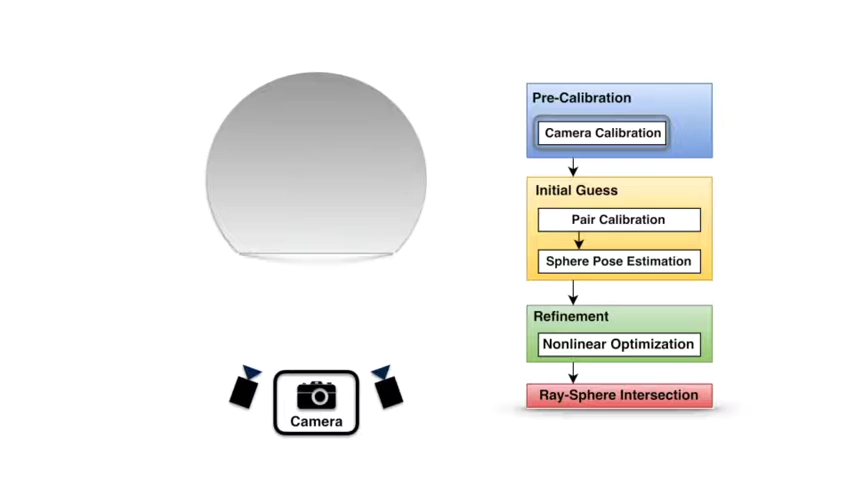 Pre-Calibration
Camera Calibration
Initial Guess
Pair Calibration
Sphere Pose Estimation
Refinement
Nonlinear Optimization
Ray-Sphere Intersection
Camera